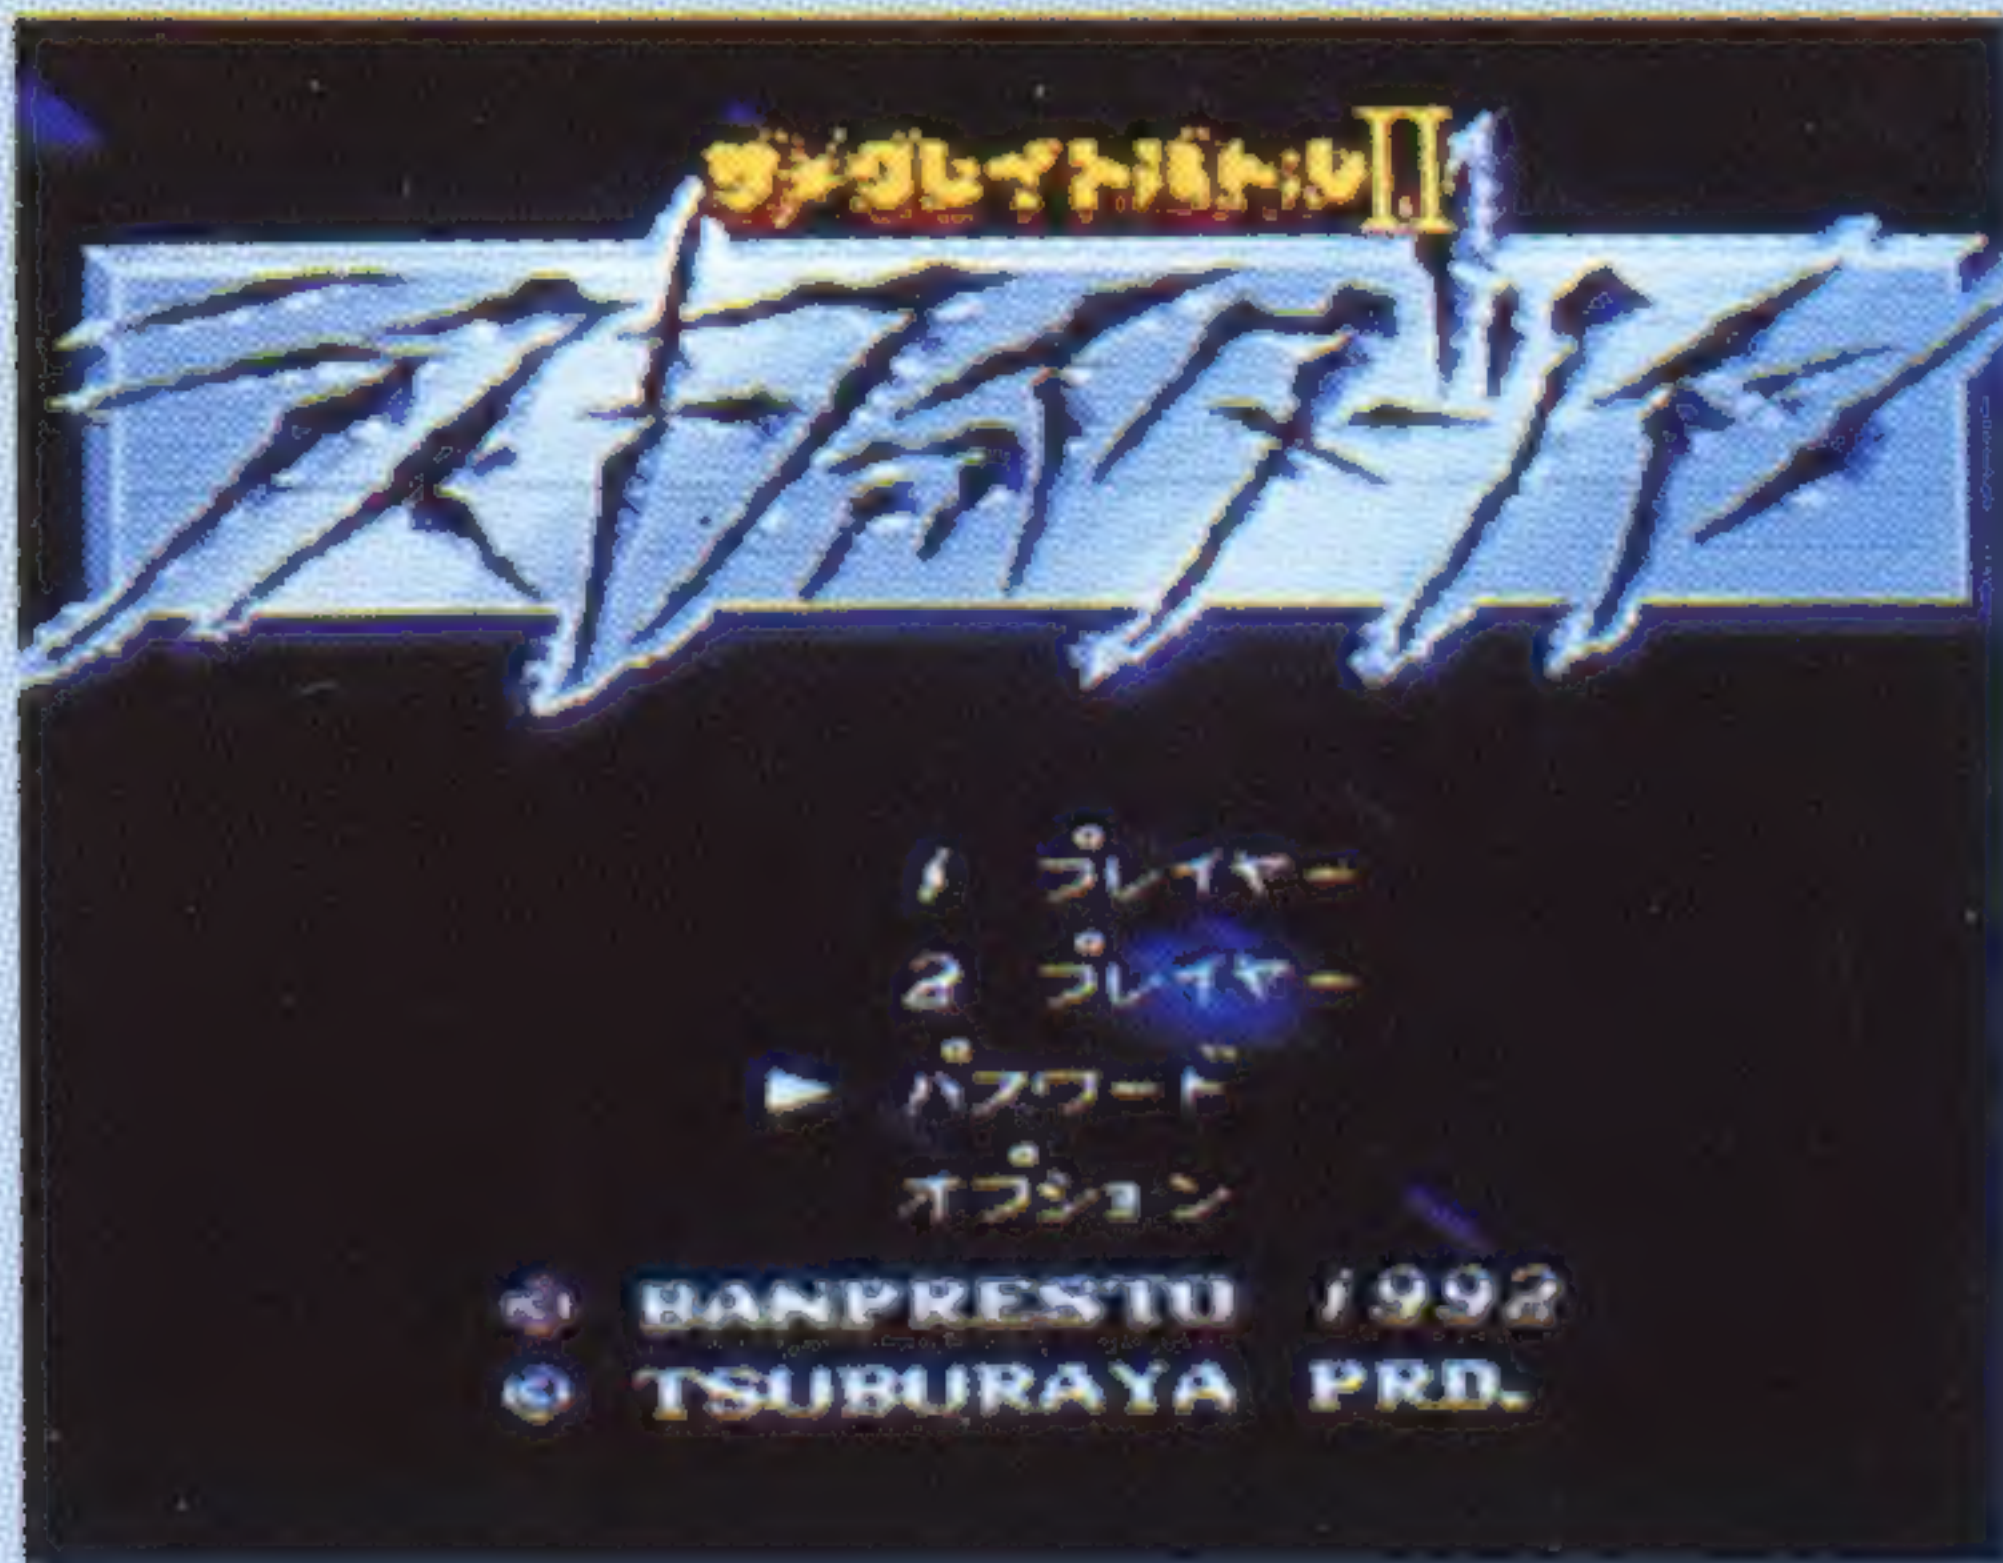 ザ・グレイトバトルII
ラストファイターツイン
1 プレイヤー
2 プレイヤー
▶ パスワード
オプション
© BANPRESTO 1992
© TSUBURAYA PRD.